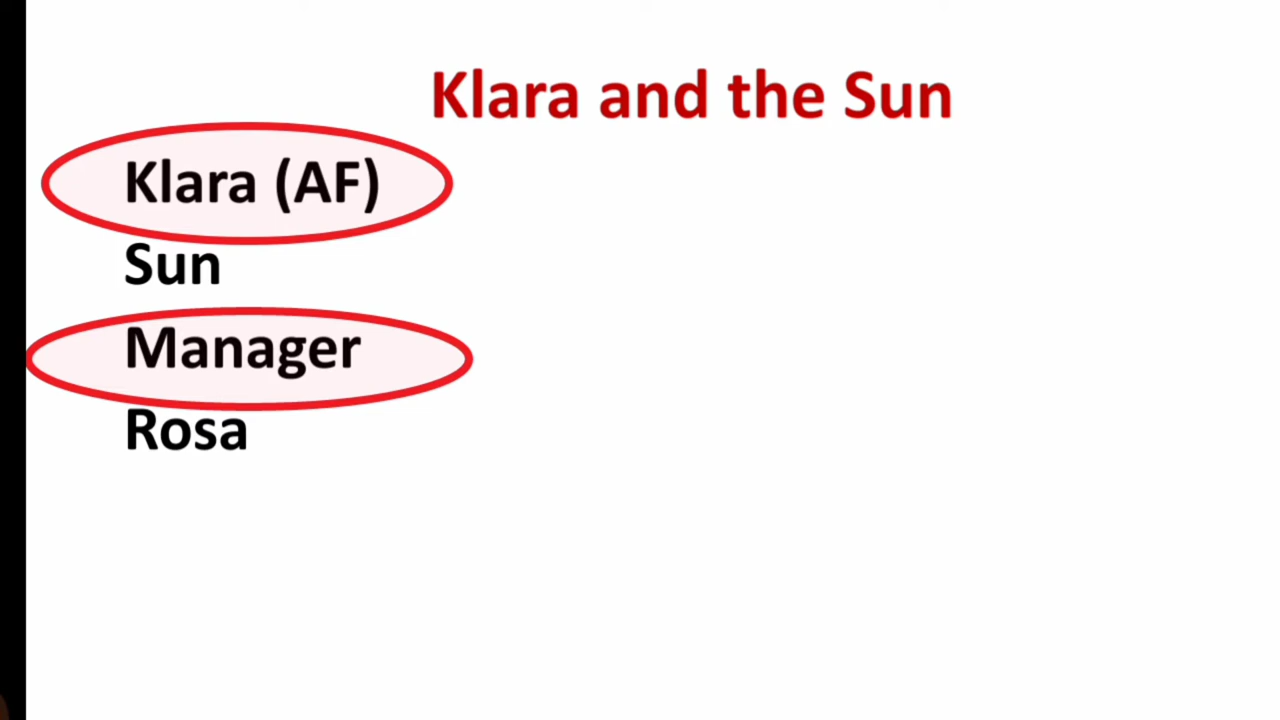 Klara and the Sun
Klara (AF)
Sun
Manager
Rosa